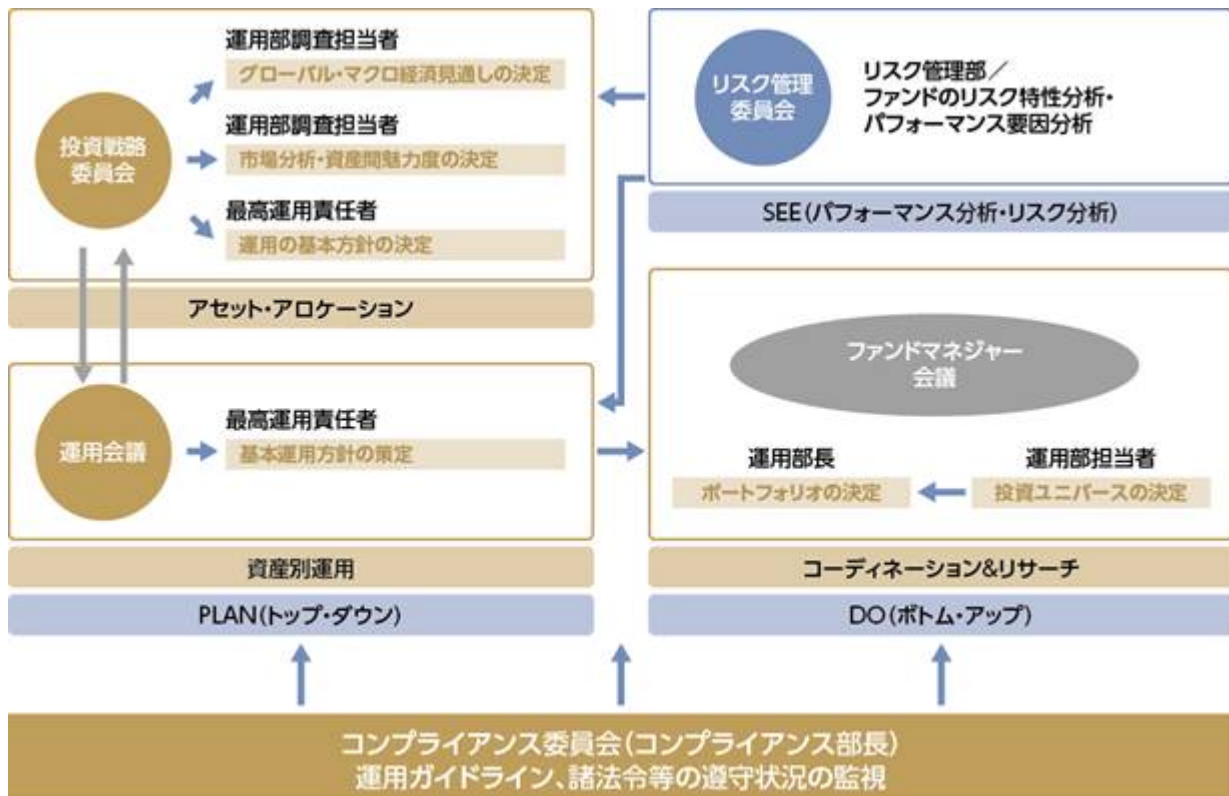 運用部調査担当者
グローバル・マクロ経済見通しの決定
投資戦略
委員会
運用部調査担当者
市場分析・資産間魅力度の決定
最高運用責任者
運用の基本方針の決定
アセット・アロケーション
リスク管理
委員会
リスク管理部／
ファンドのリスク特性分析・
パフォーマンス要因分析
SEE(パフォーマンス分析・リスク分析)
運用会議
最高運用責任者
基本運用方針の策定
資産別運用
PLAN(トップ・ダウン)
ファンドマネジャー
会議
運用部長
ポートフォリオの決定
運用部担当者
投資ユニバースの決定
コーディネーション&リサーチ
DO(ボトム・アップ)
コンプライアンス委員会(コンプライアンス部長)
運用ガイドライン、諸法令等の遵守状況の監視